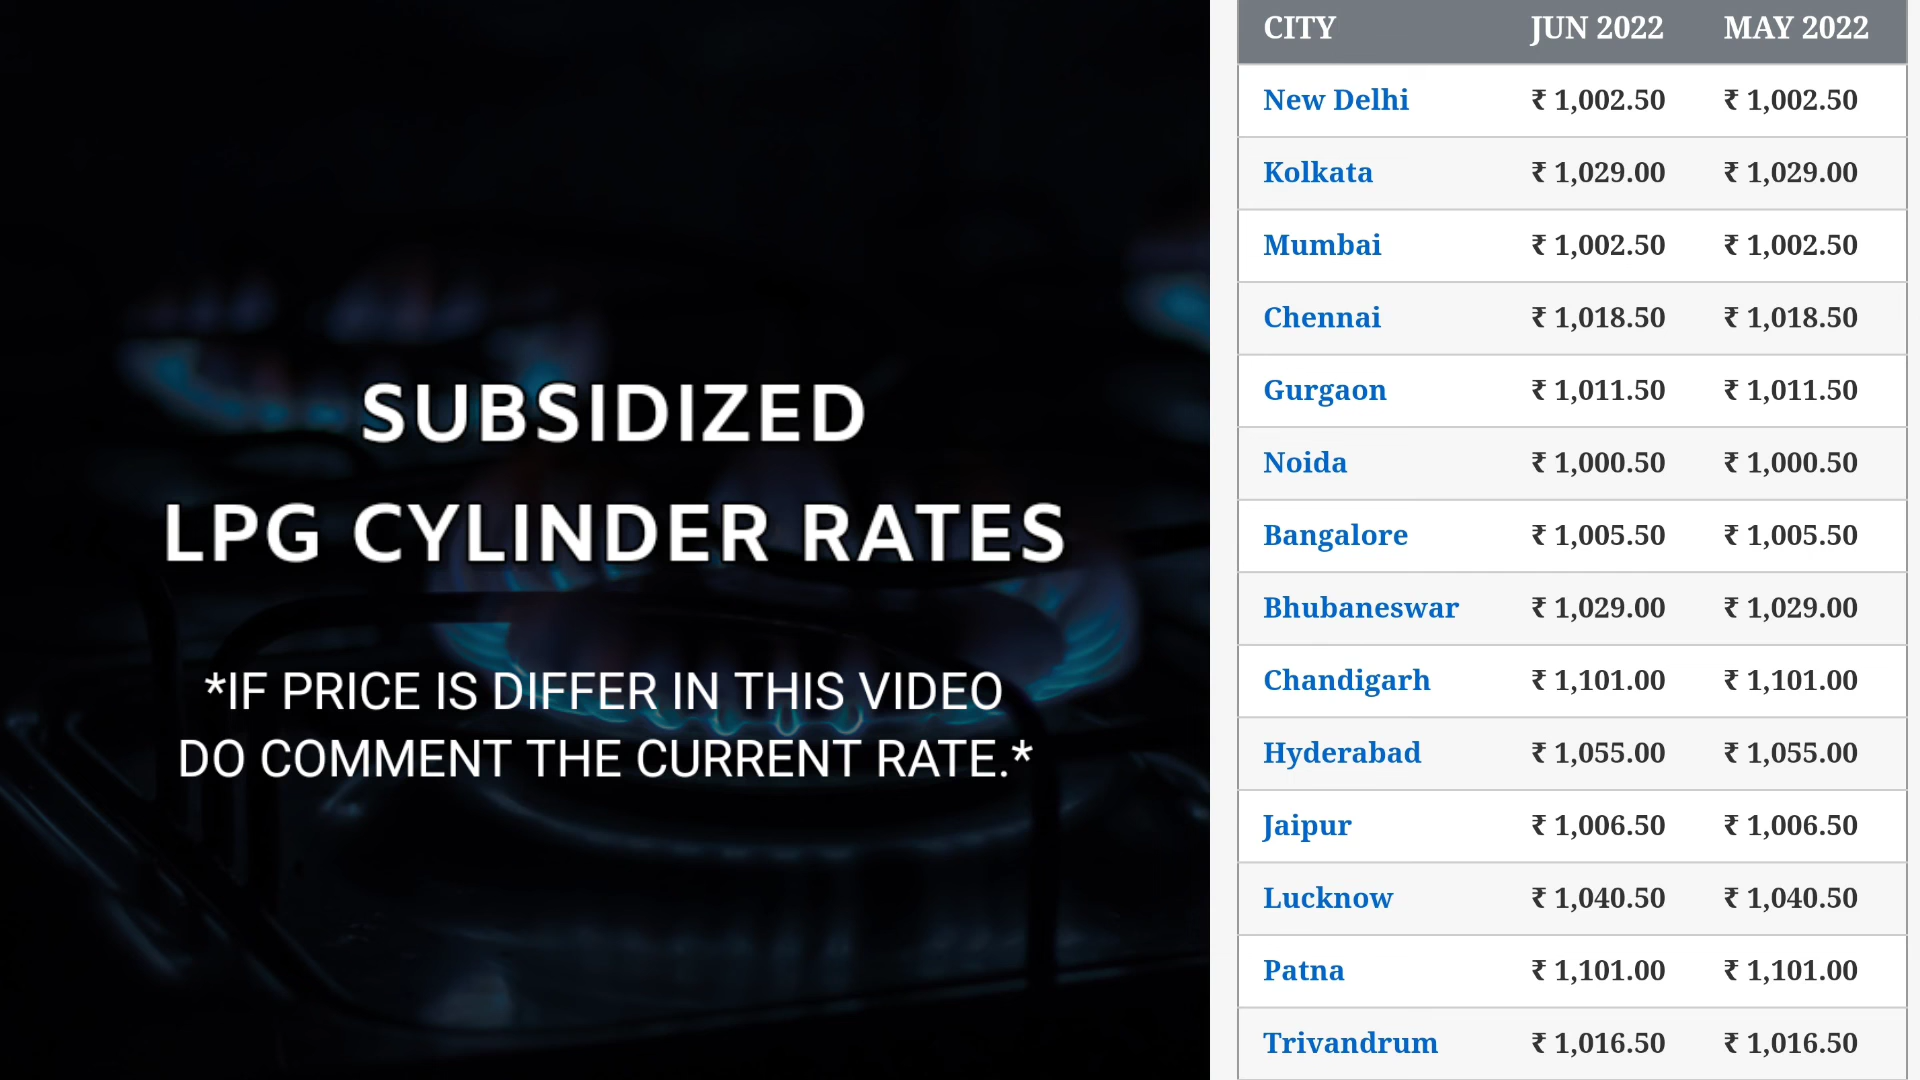 SUBSIDIZED
LPG CYLINDER RATES
*IF PRICE IS DIFFER IN THIS VIDEO
DO COMMENT THE CURRENT RATE.*
CITY JUN 2022 MAY 2022
New Delhi ₹ 1,002.50 ₹ 1,002.50
Kolkata ₹ 1,029.00 ₹ 1,029.00
Mumbai ₹ 1,002.50 ₹ 1,002.50
Chennai ₹ 1,018.50 ₹ 1,018.50
Gurgaon ₹ 1,011.50 ₹ 1,011.50
Noida ₹ 1,000.50 ₹ 1,000.50
Bangalore ₹ 1,005.50 ₹ 1,005.50
Bhubaneswar ₹ 1,029.00 ₹ 1,029.00
Chandigarh ₹ 1,101.00 ₹ 1,101.00
Hyderabad ₹ 1,055.00 ₹ 1,055.00
Jaipur ₹ 1,006.50 ₹ 1,006.50
Lucknow ₹ 1,040.50 ₹ 1,040.50
Patna ₹ 1,101.00 ₹ 1,101.00
Trivandrum ₹ 1,016.50 ₹ 1,016.50